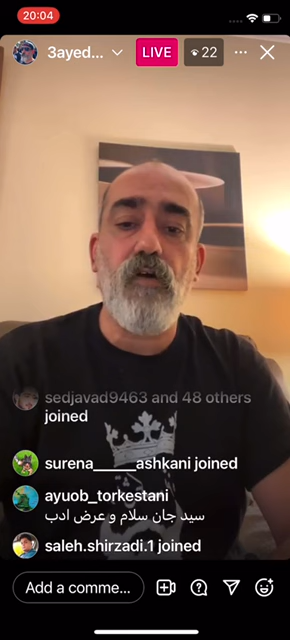 20:04
3ayed...
LIVE
22
sedjavad9463 and 48 others
joined
surena______ashkani joined
ayuob_torkestani
سید جان سلام و عرض ادب
saleh.shirzadi.1 joined
Add a comme...